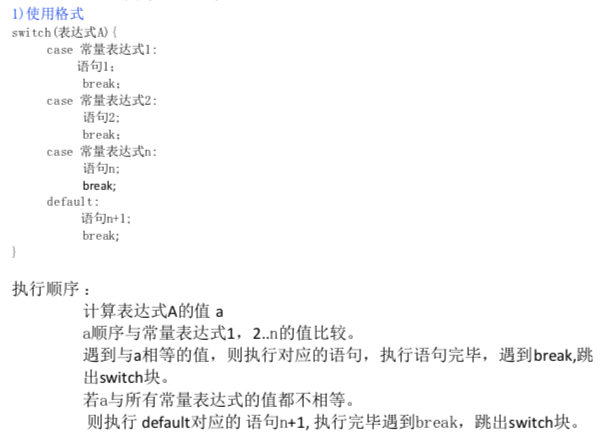 1)使用格式
switch(表达式A){
case 常量表达式1:
语句1;
break;
case 常量表达式2:
语句2;
break;
case 常量表达式n:
语句n;
break;
default:
语句n+1;
break;
}
执行顺序：
计算表达式A的值 a
a顺序与常量表达式1，2..n的值比较。
遇到与a相等的值，则执行对应的语句，执行语句完毕，遇到break,跳
出switch块。
若a与所有常量表达式的值都不相等。
则执行 default对应的 语句n+1, 执行完毕遇到break，跳出switch块。